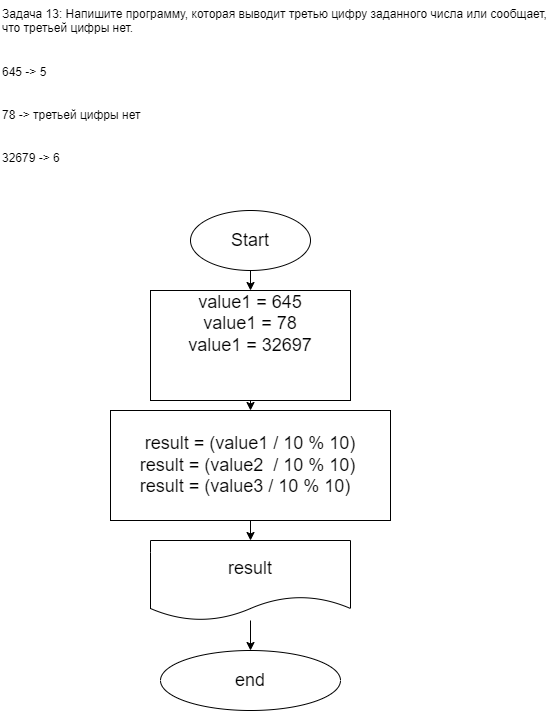 Задача 13: Напишите программу, которая выводит третью цифру заданного числа или сообщает,
что третьей цифры нет.
645 -> 5
78 -> третьей цифры нет
32679 -> 6
Start
value1 = 645
value1 = 78
value1 = 32697
result = (value1 / 10 % 10)
result = (value2 / 10 % 10)
result = (value3 / 10 % 10)
result
end